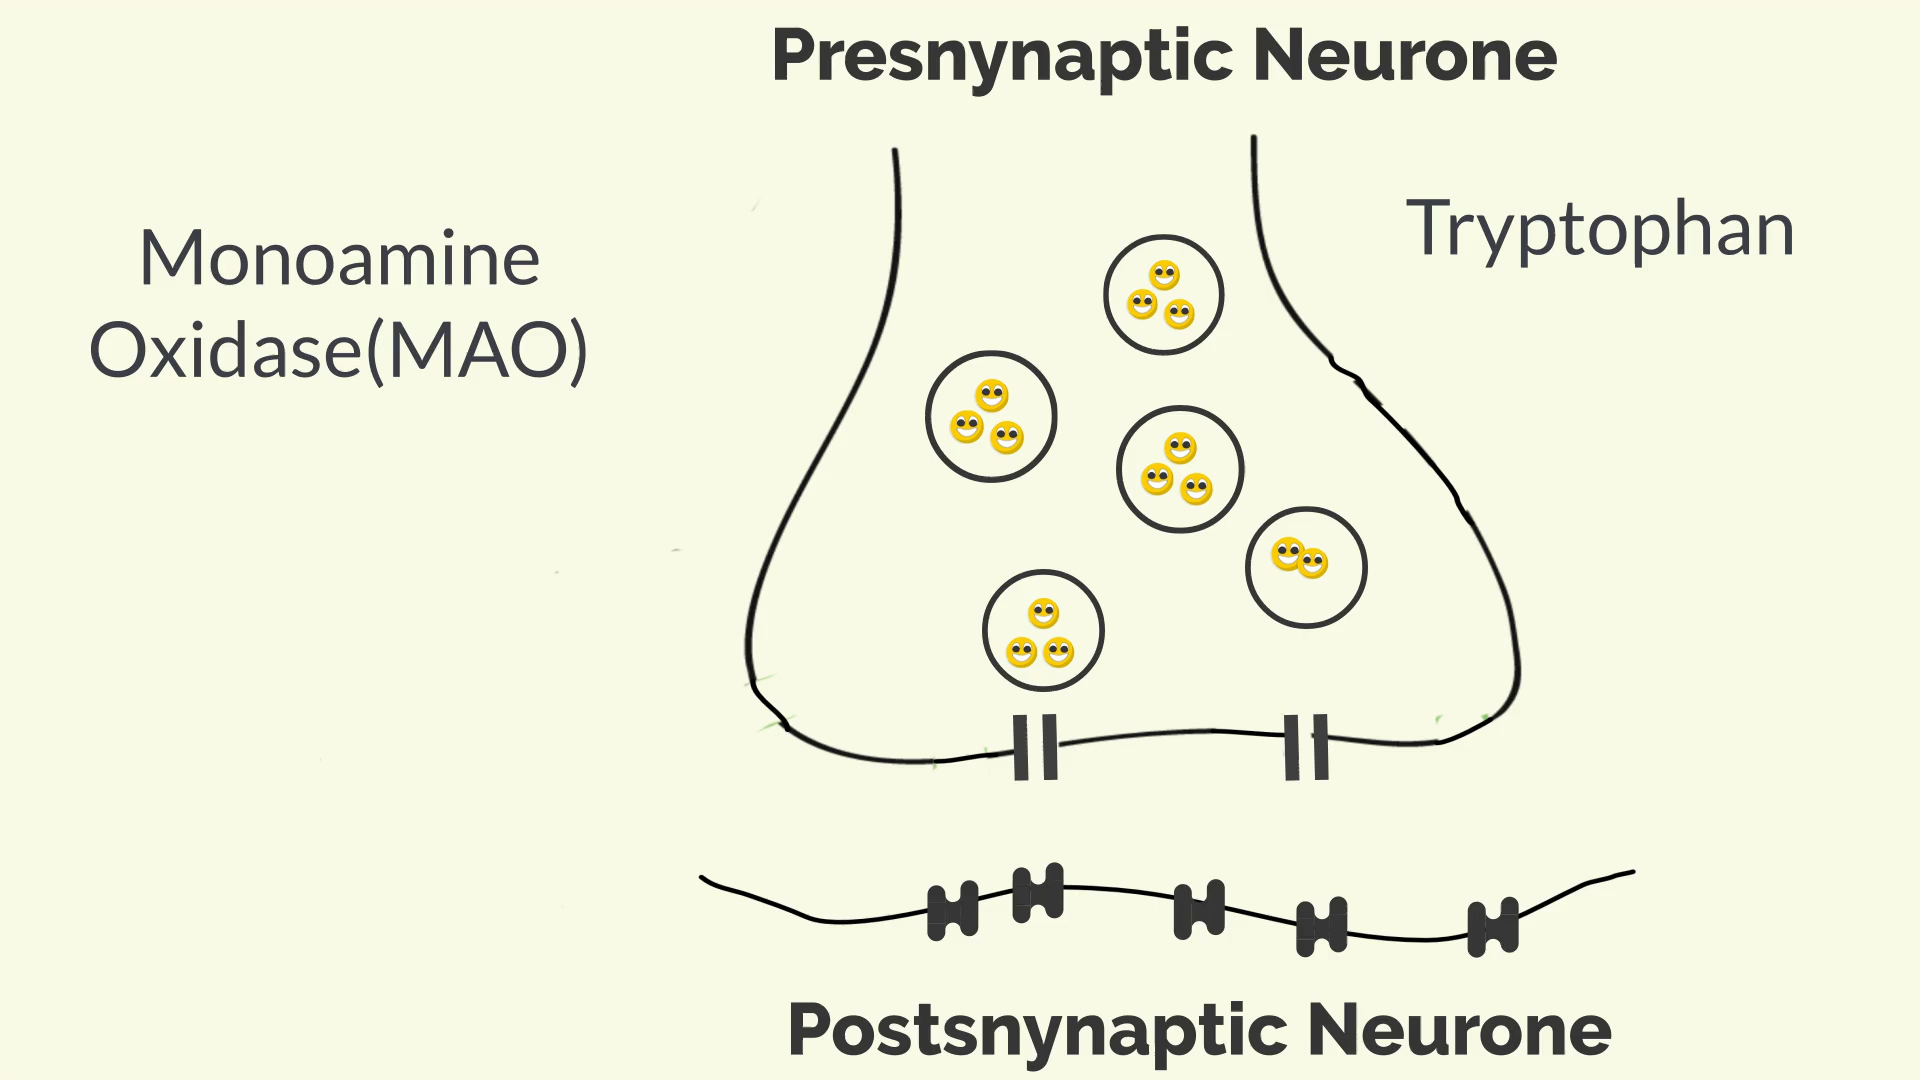 Presnynaptic Neurone
Tryptophan
Monoamine
Oxidase(MAO)
Postsnynaptic Neurone